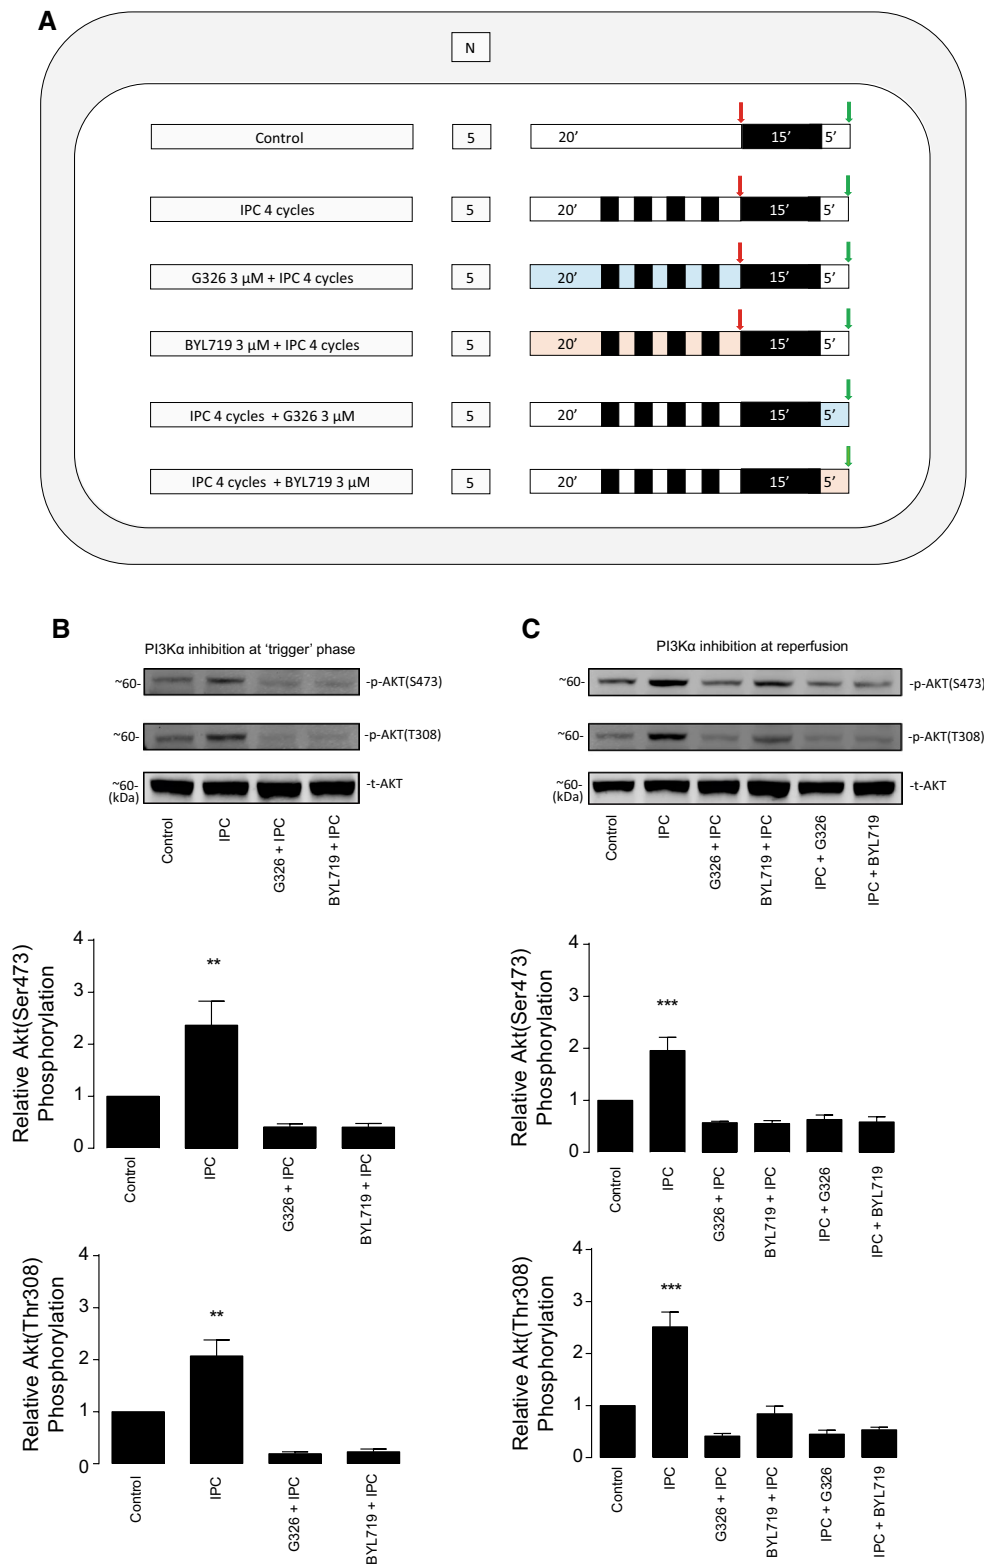 A
N
Control 5 20’ 15’ 5’
IPC 4 cycles 5 20’ 15’ 5’
G326 3 µM + IPC 4 cycles 5 20’ 15’ 5’
BYL719 3 µM + IPC 4 cycles 5 20’ 15’ 5’
IPC 4 cycles + G326 3 µM 5 20’ 15’ 5’
IPC 4 cycles + BYL719 3 µM 5 20’ 15’ 5’
B
PI3Kα inhibition at ‘trigger’ phase
~60- -p-AKT(S473)
~60- -p-AKT(T308)
~60- -t-AKT
(kDa)
Control
IPC
G326 + IPC
BYL719 + IPC
Relative Akt(Ser473)
Phosphorylation
4
3
2
1
0
**
Control
IPC
G326 + IPC
BYL719 + IPC
Relative Akt(Thr308)
Phosphorylation
4
3
2
1
0
**
Control
IPC
G326 + IPC
BYL719 + IPC
C
PI3Kα inhibition at reperfusion
~60- -p-AKT(S473)
~60- -p-AKT(T308)
~60- -t-AKT
(kDa)
Control
IPC
G326 + IPC
BYL719 + IPC
IPC + G326
IPC + BYL719
Relative Akt(Ser473)
Phosphorylation
4
3
2
1
0
***
Control
IPC
G326 + IPC
BYL719 + IPC
IPC + G326
IPC + BYL719
Relative Akt(Thr308)
Phosphorylation
4
3
2
1
0
***
Control
IPC
G326 + IPC
BYL719 + IPC
IPC + G326
IPC + BYL719